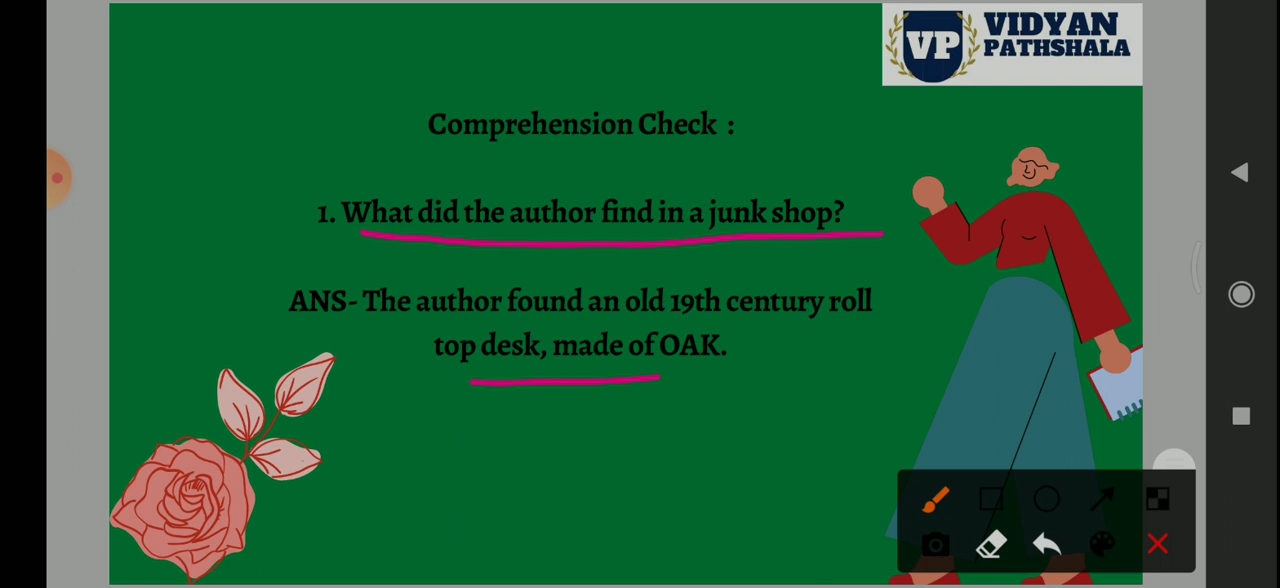 VP
VIDYAN
PATHSHALA
Comprehension Check :
1. What did the author find in a junk shop?
ANS- The author found an old 19th century roll
top desk, made of OAK.